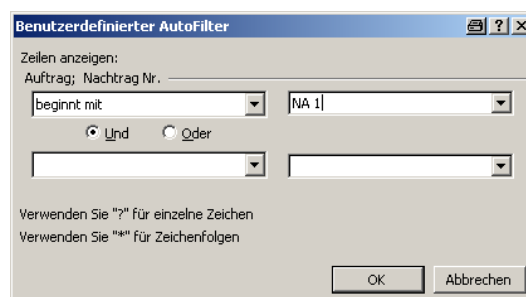 Benutzerdefinierter AutoFilter
Zeilen anzeigen:
Auftrag; Nachtrag Nr.
beginnt mit NA 1
Und Oder
Verwenden Sie "?" für einzelne Zeichen
Verwenden Sie "*" für Zeichenfolgen
OK Abbrechen